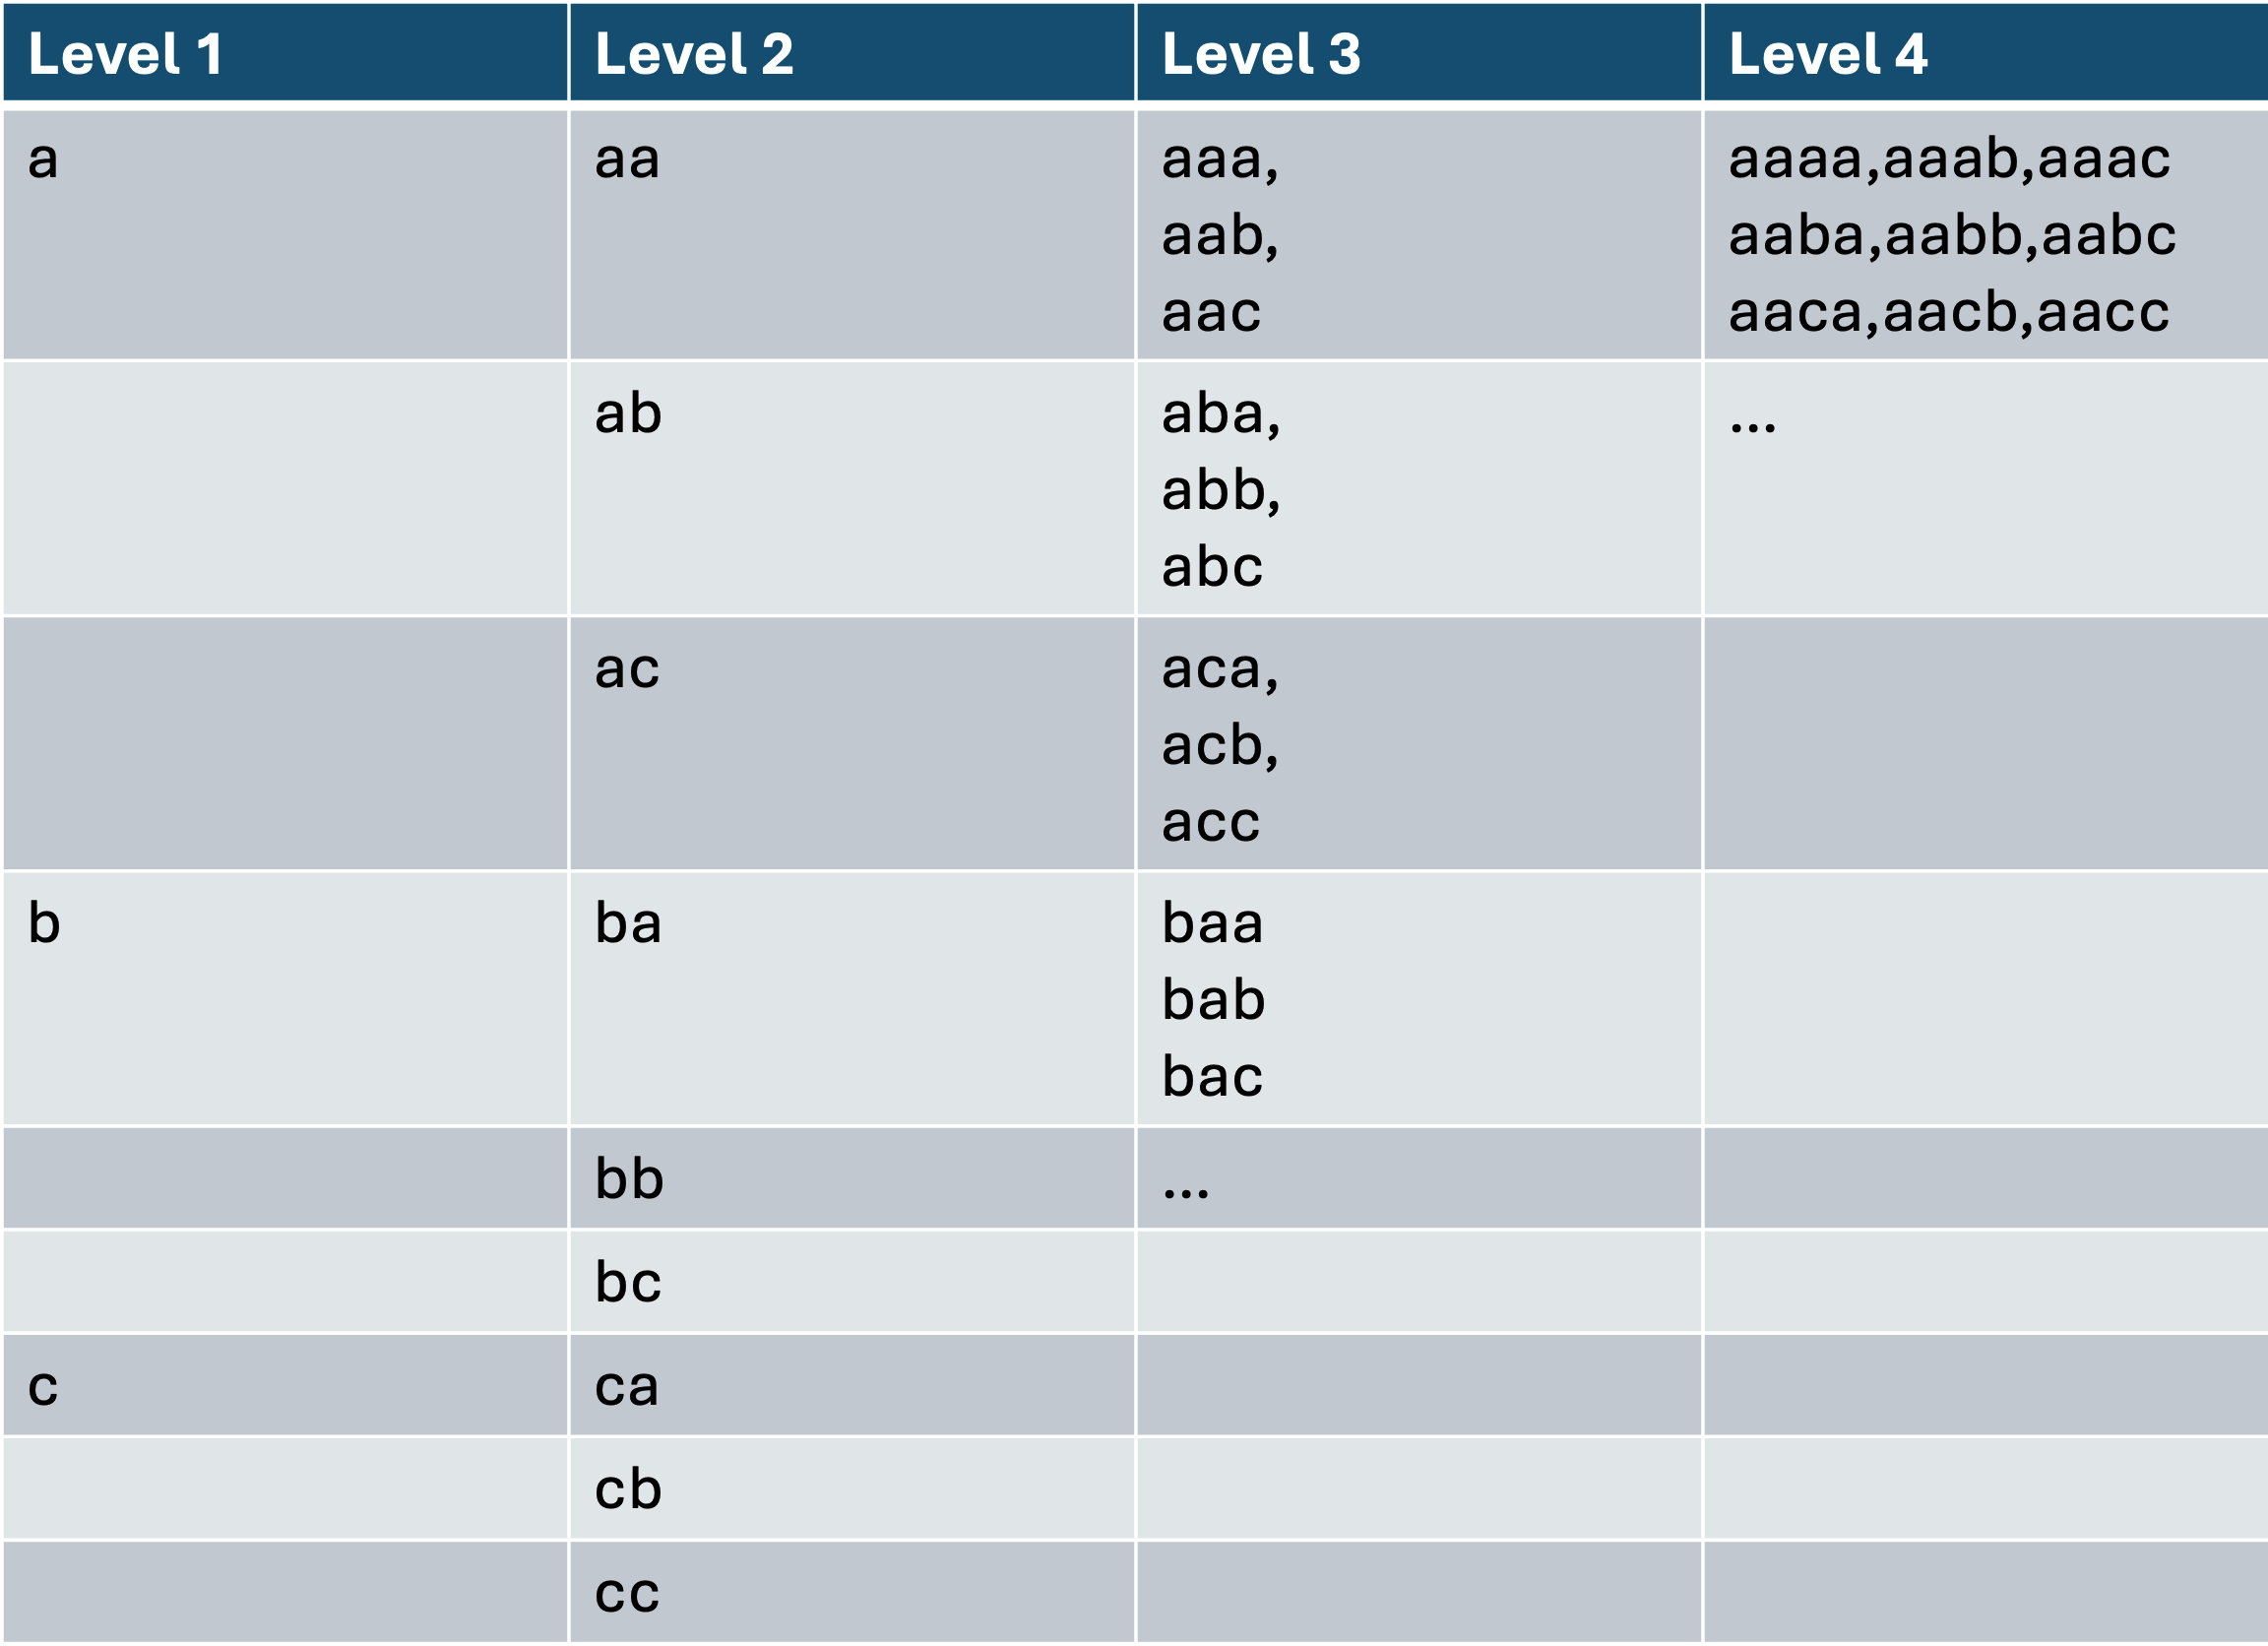 Level 1 Level 2 Level 3 Level 4
a aa aaa, aaaa,aaab,aaac
aab, aaba,aabb,aabc
aac aaca,aacb,aacc
ab aba, ...
abb,
abc
ac aca,
acb,
acc
b ba baa
bab
bac
bb ...
bc
c ca
cb
cc